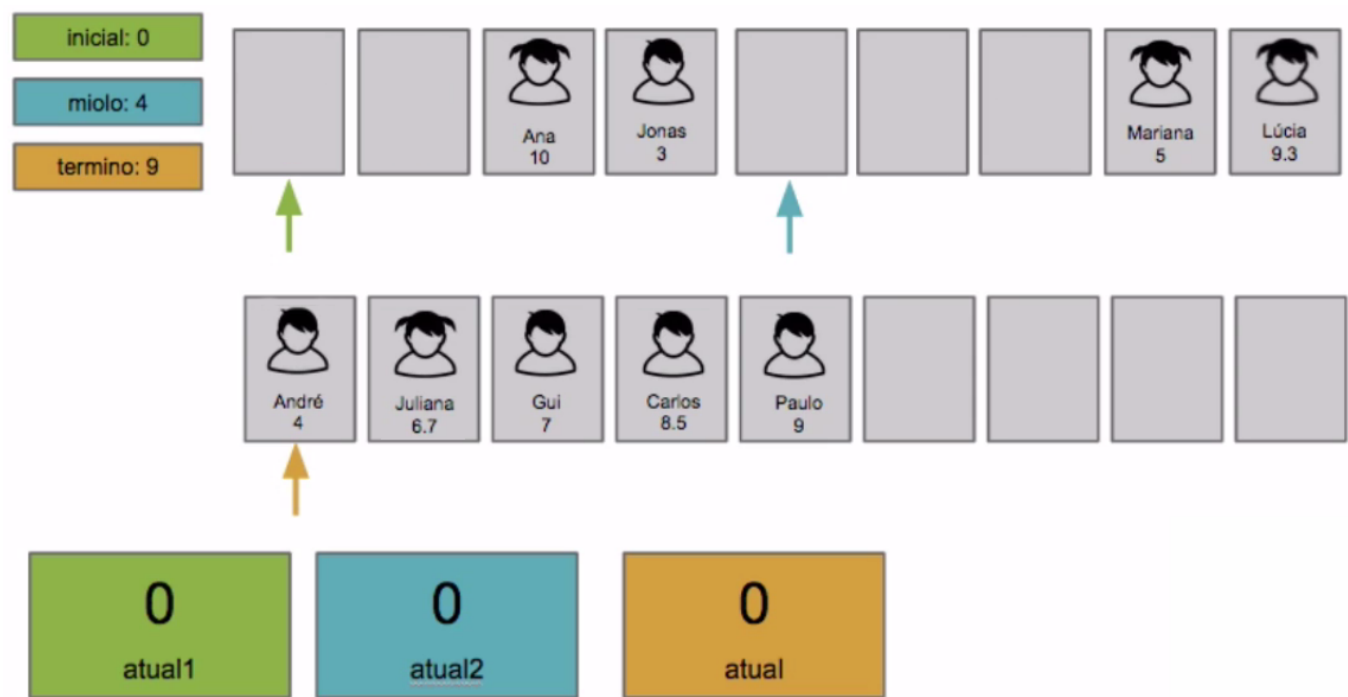 inicial: 0
miolo: 4
termino: 9
Ana
10
Jonas
3
Mariana
5
Lúcia
9.3
André
4
Juliana
6.7
Gui
7
Carlos
8.5
Paulo
9
0
atual1
0
atual2
0
atual